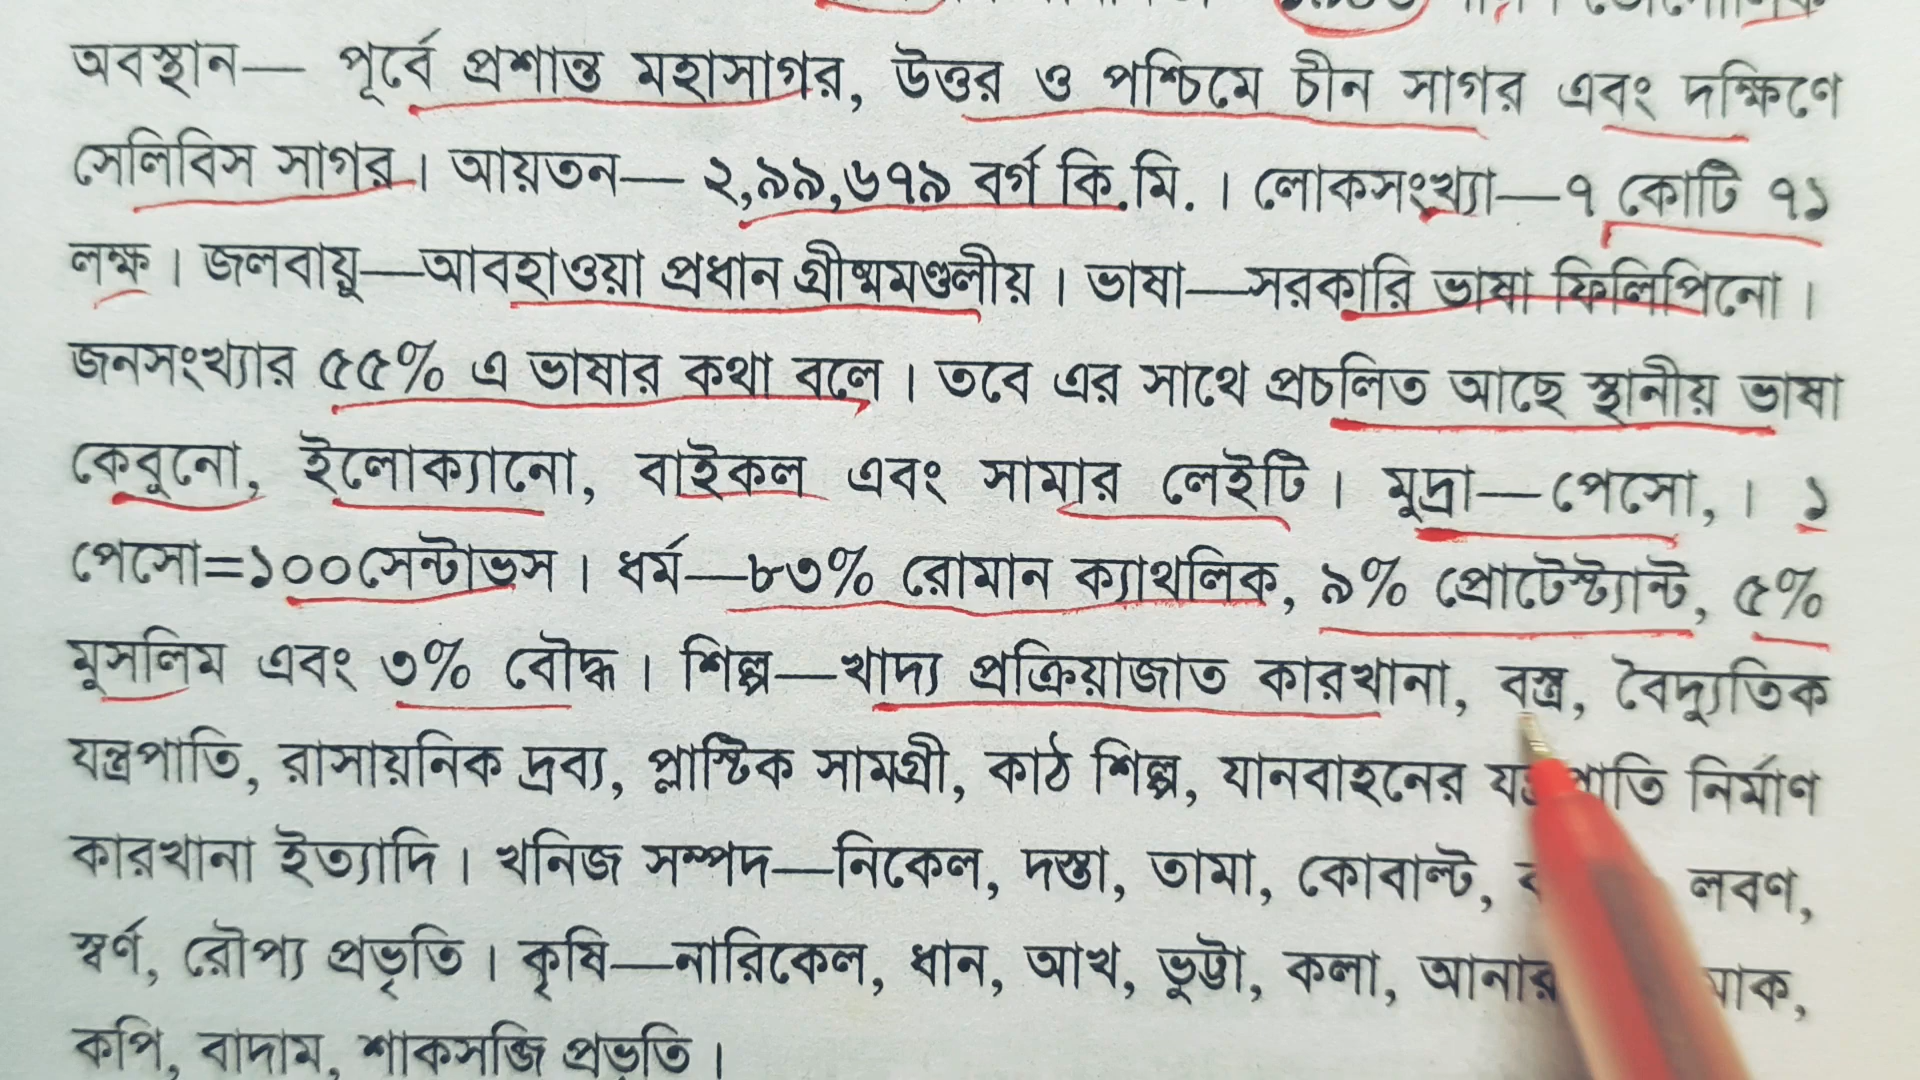 অবস্থান— পূর্বে প্রশান্ত মহাসাগর, উত্তর ও পশ্চিমে চীন সাগর এবং দক্ষিণে
সেলিবিস সাগর। আয়তন— ২,৯৯,৬৭৯ বর্গ কি.মি. । লোকসংখ্যা—৭ কোটি ৭১
লক্ষ। জলবায়ু—আবহাওয়া প্রধান গ্রীষ্মমণ্ডলীয়। ভাষা—সরকারি ভাষা ফিলিপিনো।
জনসংখ্যার ৫৫% এ ভাষার কথা বলে। তবে এর সাথে প্রচলিত আছে স্থানীয় ভাষা
কেবুনো, ইলোক্যানো, বাইকল এবং সামার লেইটি। মুদ্রা—পেসো,। ১
পেসো=১০০সেন্টাভস। ধর্ম—৮৩% রোমান ক্যাথলিক, ৯% প্রোটেস্ট্যান্ট, ৫%
মুসলিম এবং ৩% বৌদ্ধ। শিল্প—খাদ্য প্রক্রিয়াজাত কারখানা, বস্ত্র, বৈদ্যুতিক
যন্ত্রপাতি, রাসায়নিক দ্রব্য, প্লাস্টিক সামগ্রী, কাঠ শিল্প, যানবাহনের নির্মাণ
কারখানা ইত্যাদি। খনিজ সম্পদ—নিকেল, দস্তা, তামা, কোবাল্ট, লবণ,
স্বর্ণ, রৌপ্য প্রভৃতি। কৃষি—নারিকেল, ধান, আখ, ভুট্টা, কলা,
কপি, বাদাম, শাকসব্জি প্রভৃতি।